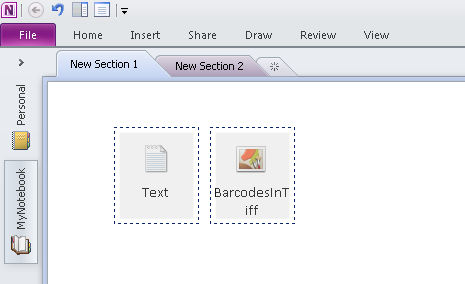 File Home Insert Share Draw Review View
New Section 1 New Section 2
Personal
MyNotebook
Text
BarcodesInT
iff